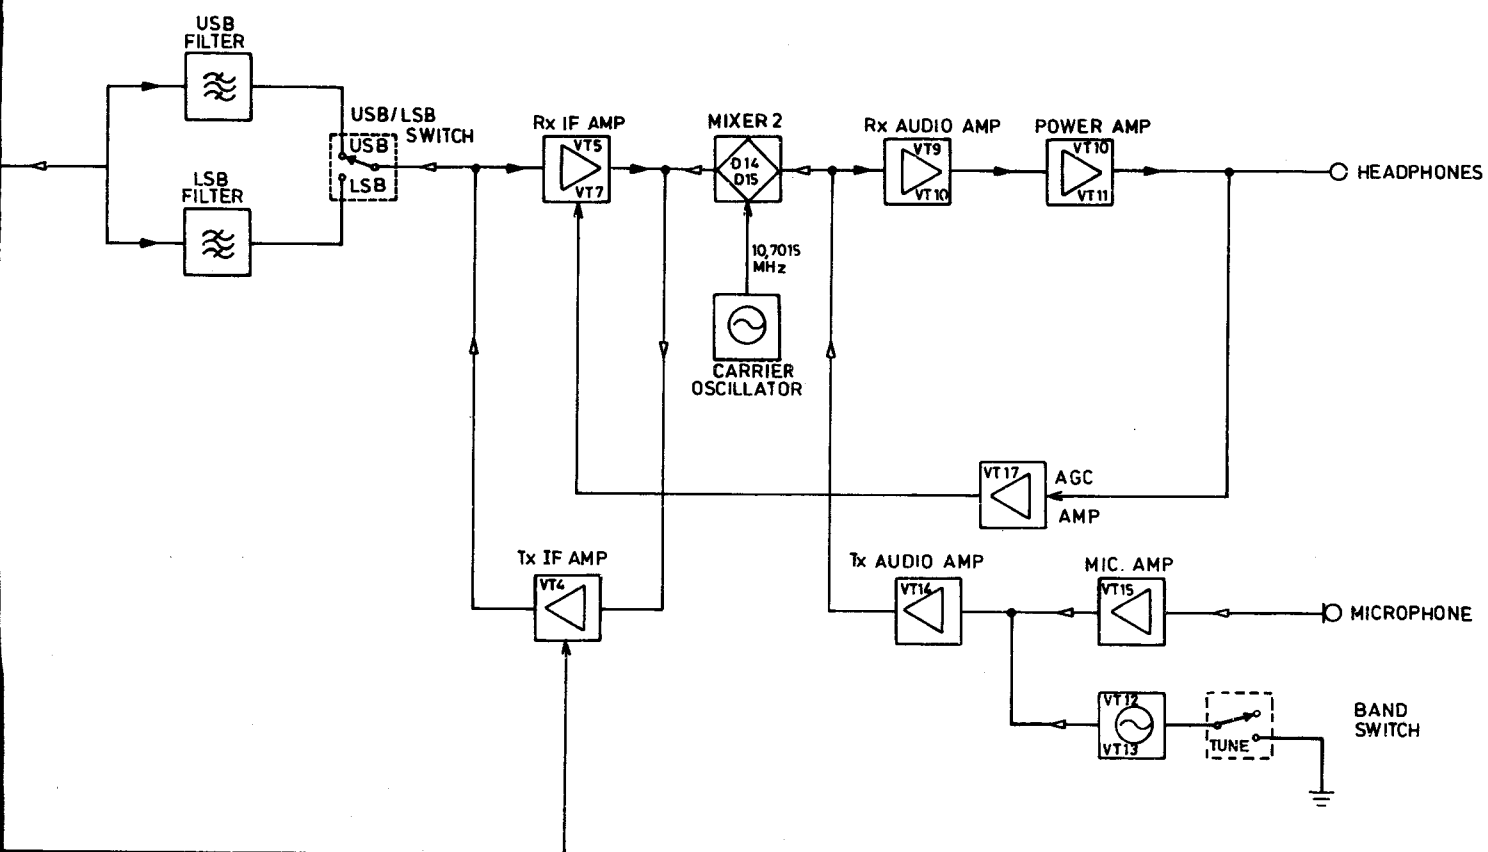 USB
FILTER
USB/LSB
SWITCH
USB
LSB
LSB
FILTER
Rx IF AMP
VT5
VT7
MIXER 2
D14
D15
10,7015
MHz
CARRIER
OSCILLATOR
Rx AUDIO AMP
VT9
VT10
POWER AMP
VT10
VT11
HEADPHONES
VT17
AGC
AMP
Tx IF AMP
VT4
Tx AUDIO AMP
VT14
MIC. AMP
VT15
MICROPHONE
VT12
VT13
TUNE
BAND
SWITCH